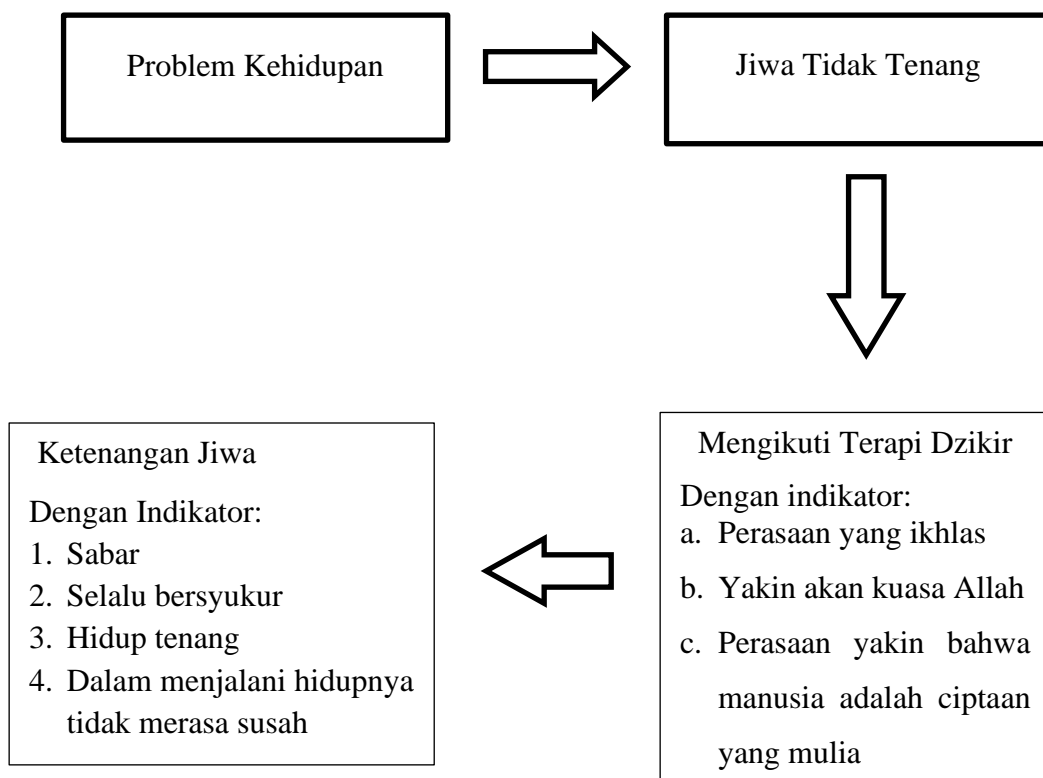 Problem Kehidupan
Jiwa Tidak Tenang
Mengikuti Terapi Dzikir
Dengan indikator:
a. Perasaan yang ikhlas
b. Yakin akan kuasa Allah
c. Perasaan yakin bahwa
manusia adalah ciptaan
yang mulia
Ketenangan Jiwa
Dengan Indikator:
1. Sabar
2. Selalu bersyukur
3. Hidup tenang
4. Dalam menjalani hidupnya
tidak merasa susah